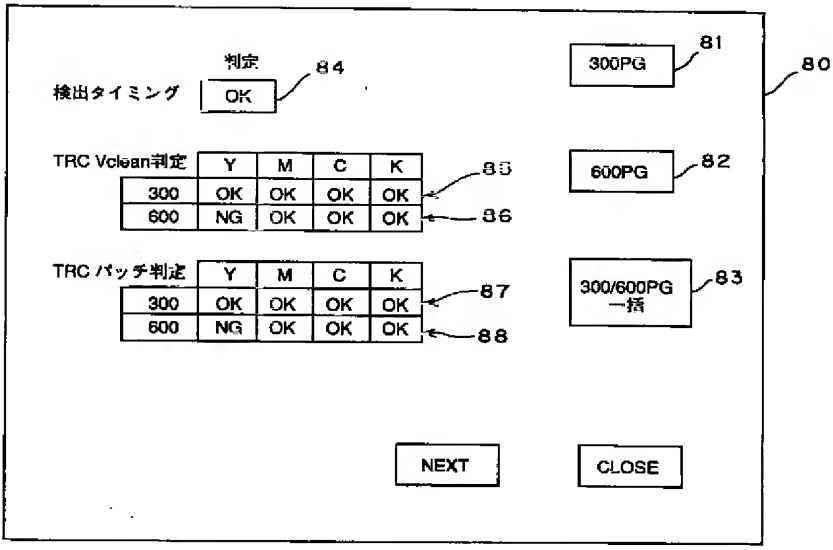 判定
84
検出タイミング
OK
300PG
81
80
TRC Vclean判定
Y M C K
300 OK OK OK OK
85
600 NG OK OK OK
86
600PG
82
TRC パッチ判定
Y M C K
300 OK OK OK OK
87
600 NG OK OK OK
88
300/600PG
一括
83
NEXT
CLOSE